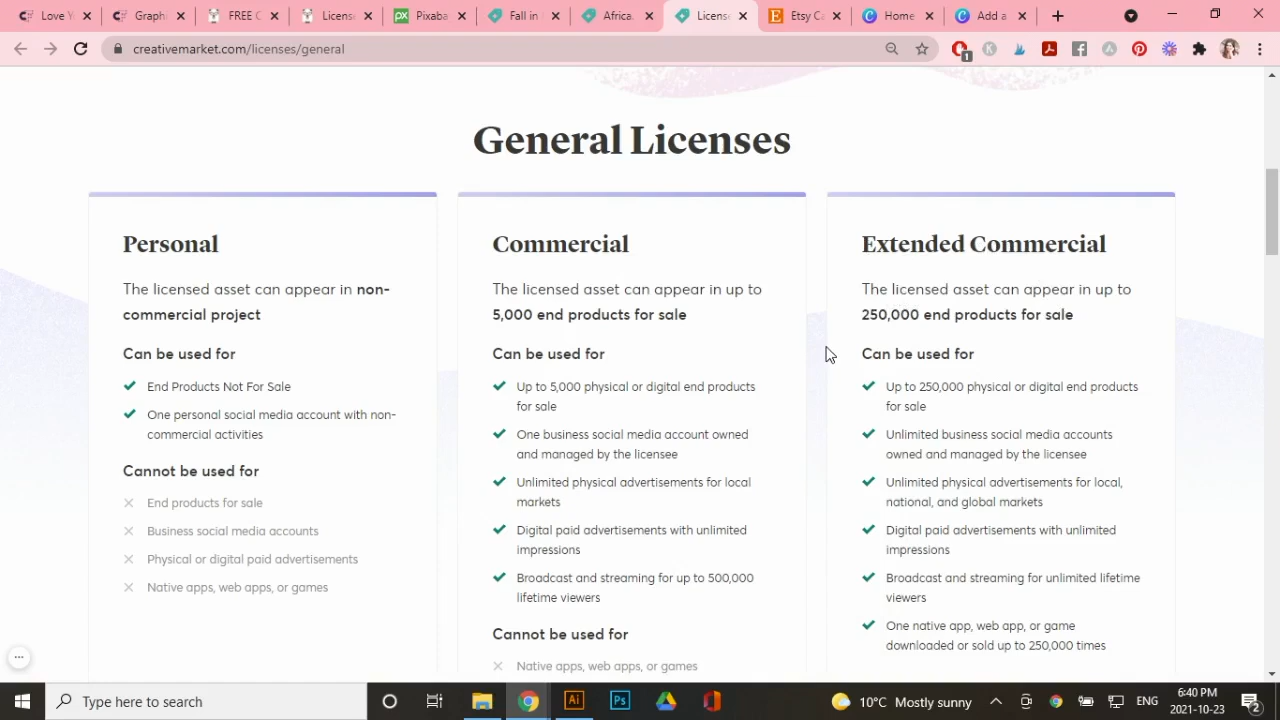 Love Y
Graphi
FREE C
License
Pixaba
Fall in
Africa
License
Etsy Ca
Home
Add a
creativemarket.com/licenses/general
1
General Licenses
Personal
The licensed asset can appear in non-
commercial project
Can be used for
End Products Not For Sale
One personal social media account with non-
commercial activities
Cannot be used for
End products for sale
Business social media accounts
Physical or digital paid advertisements
Native apps, web apps, or games
Commercial
The licensed asset can appear in up to
5,000 end products for sale
Can be used for
Up to 5,000 physical or digital end products
for sale
One business social media account owned
and managed by the licensee
Unlimited physical advertisements for local
markets
Digital paid advertisements with unlimited
impressions
Broadcast and streaming for up to 500,000
lifetime viewers
Cannot be used for
Native apps, web apps, or games
Extended Commercial
The licensed asset can appear in up to
250,000 end products for sale
Can be used for
Up to 250,000 physical or digital end products
for sale
Unlimited business social media accounts
owned and managed by the licensee
Unlimited physical advertisements for local,
national, and global markets
Digital paid advertisements with unlimited
impressions
Broadcast and streaming for unlimited lifetime
viewers
One native app, web app, or game
downloaded or sold up to 250,000 times
Type here to search
Ai
Ps
10°C Mostly sunny
ENG
6:40 PM
2021-10-23
2